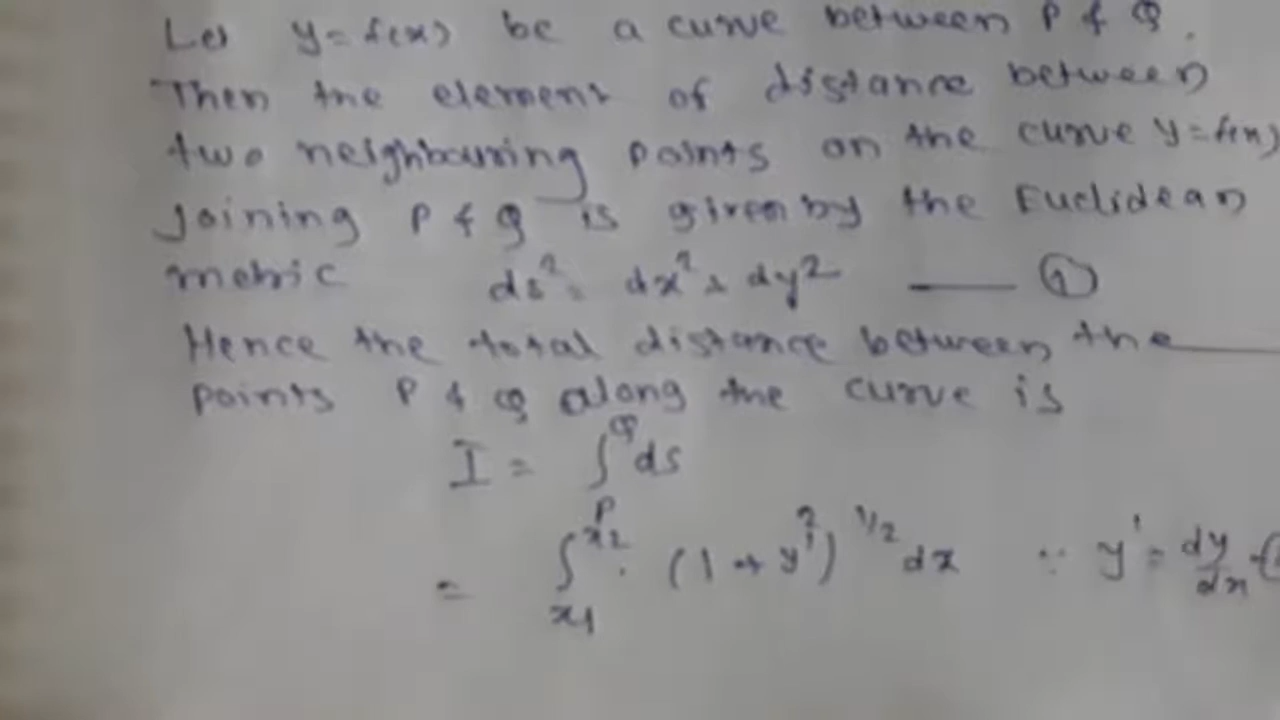 Let y = f(x) be a curve between P & Q.
Then the element of distance between
two neighbouring points on the curve y = f(x)
joining P & Q is given by the Euclidean
metric ds² = dx² + dy² —— ①
Hence the total distance between the
points P & Q along the curve is
I = ∫_P^Q ds
= ∫_{x1}^{x2} (1 + y'²)^{1/2} dx ∵ y' = dy/dx